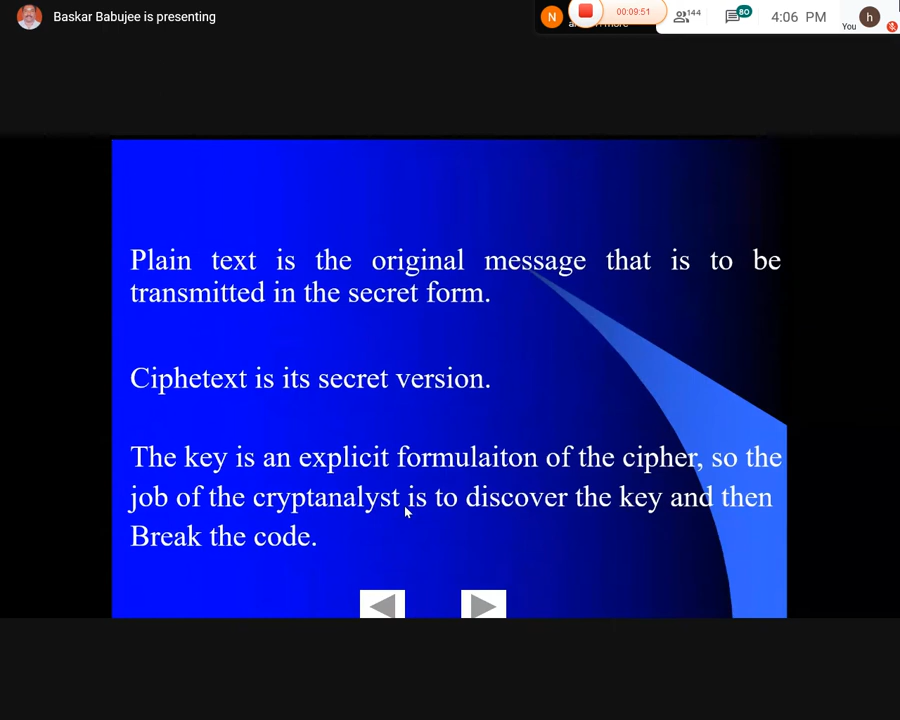 Baskar Babujee is presenting
N
00:09:51
144
80
4:06 PM
You
h
Plain text is the original message that is to be
transmitted in the secret form.
Ciphetext is its secret version.
The key is an explicit formulaiton of the cipher, so the
job of the cryptanalyst is to discover the key and then
Break the code.